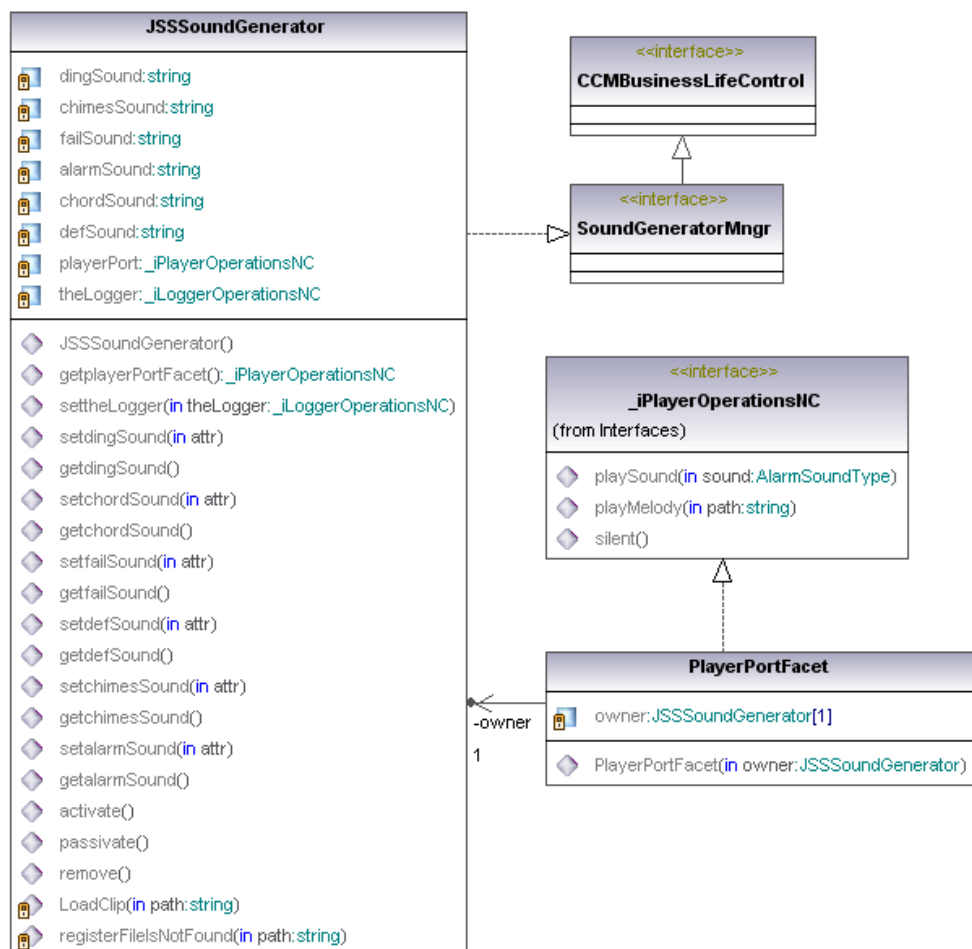 JSSSoundGenerator
dingSound:string
chimesSound:string
failSound:string
alarmSound:string
chordSound:string
defSound:string
playerPort:_iPlayerOperationsNC
theLogger:_iLoggerOperationsNC
JSSSoundGenerator()
getplayerPortFacet():_iPlayerOperationsNC
settheLogger(in theLogger:_iLoggerOperationsNC)
setdingSound(in attr)
getdingSound()
setchordSound(in attr)
getchordSound()
setfailSound(in attr)
getfailSound()
setdefSound(in attr)
getdefSound()
setchimesSound(in attr)
getchimesSound()
setalarmSound(in attr)
getalarmSound()
activate()
passivate()
remove()
LoadClip(in path:string)
registerFileIsNotFound(in path:string)
<<interface>>
CCMBusinessLifeControl
<<interface>>
SoundGeneratorMngr
<<interface>>
_iPlayerOperationsNC
(from Interfaces)
playSound(in sound:AlarmSoundType)
playMelody(in path:string)
silent()
PlayerPortFacet
owner:JSSSoundGenerator[1]
PlayerPortFacet(in owner:JSSSoundGenerator)
-owner
1